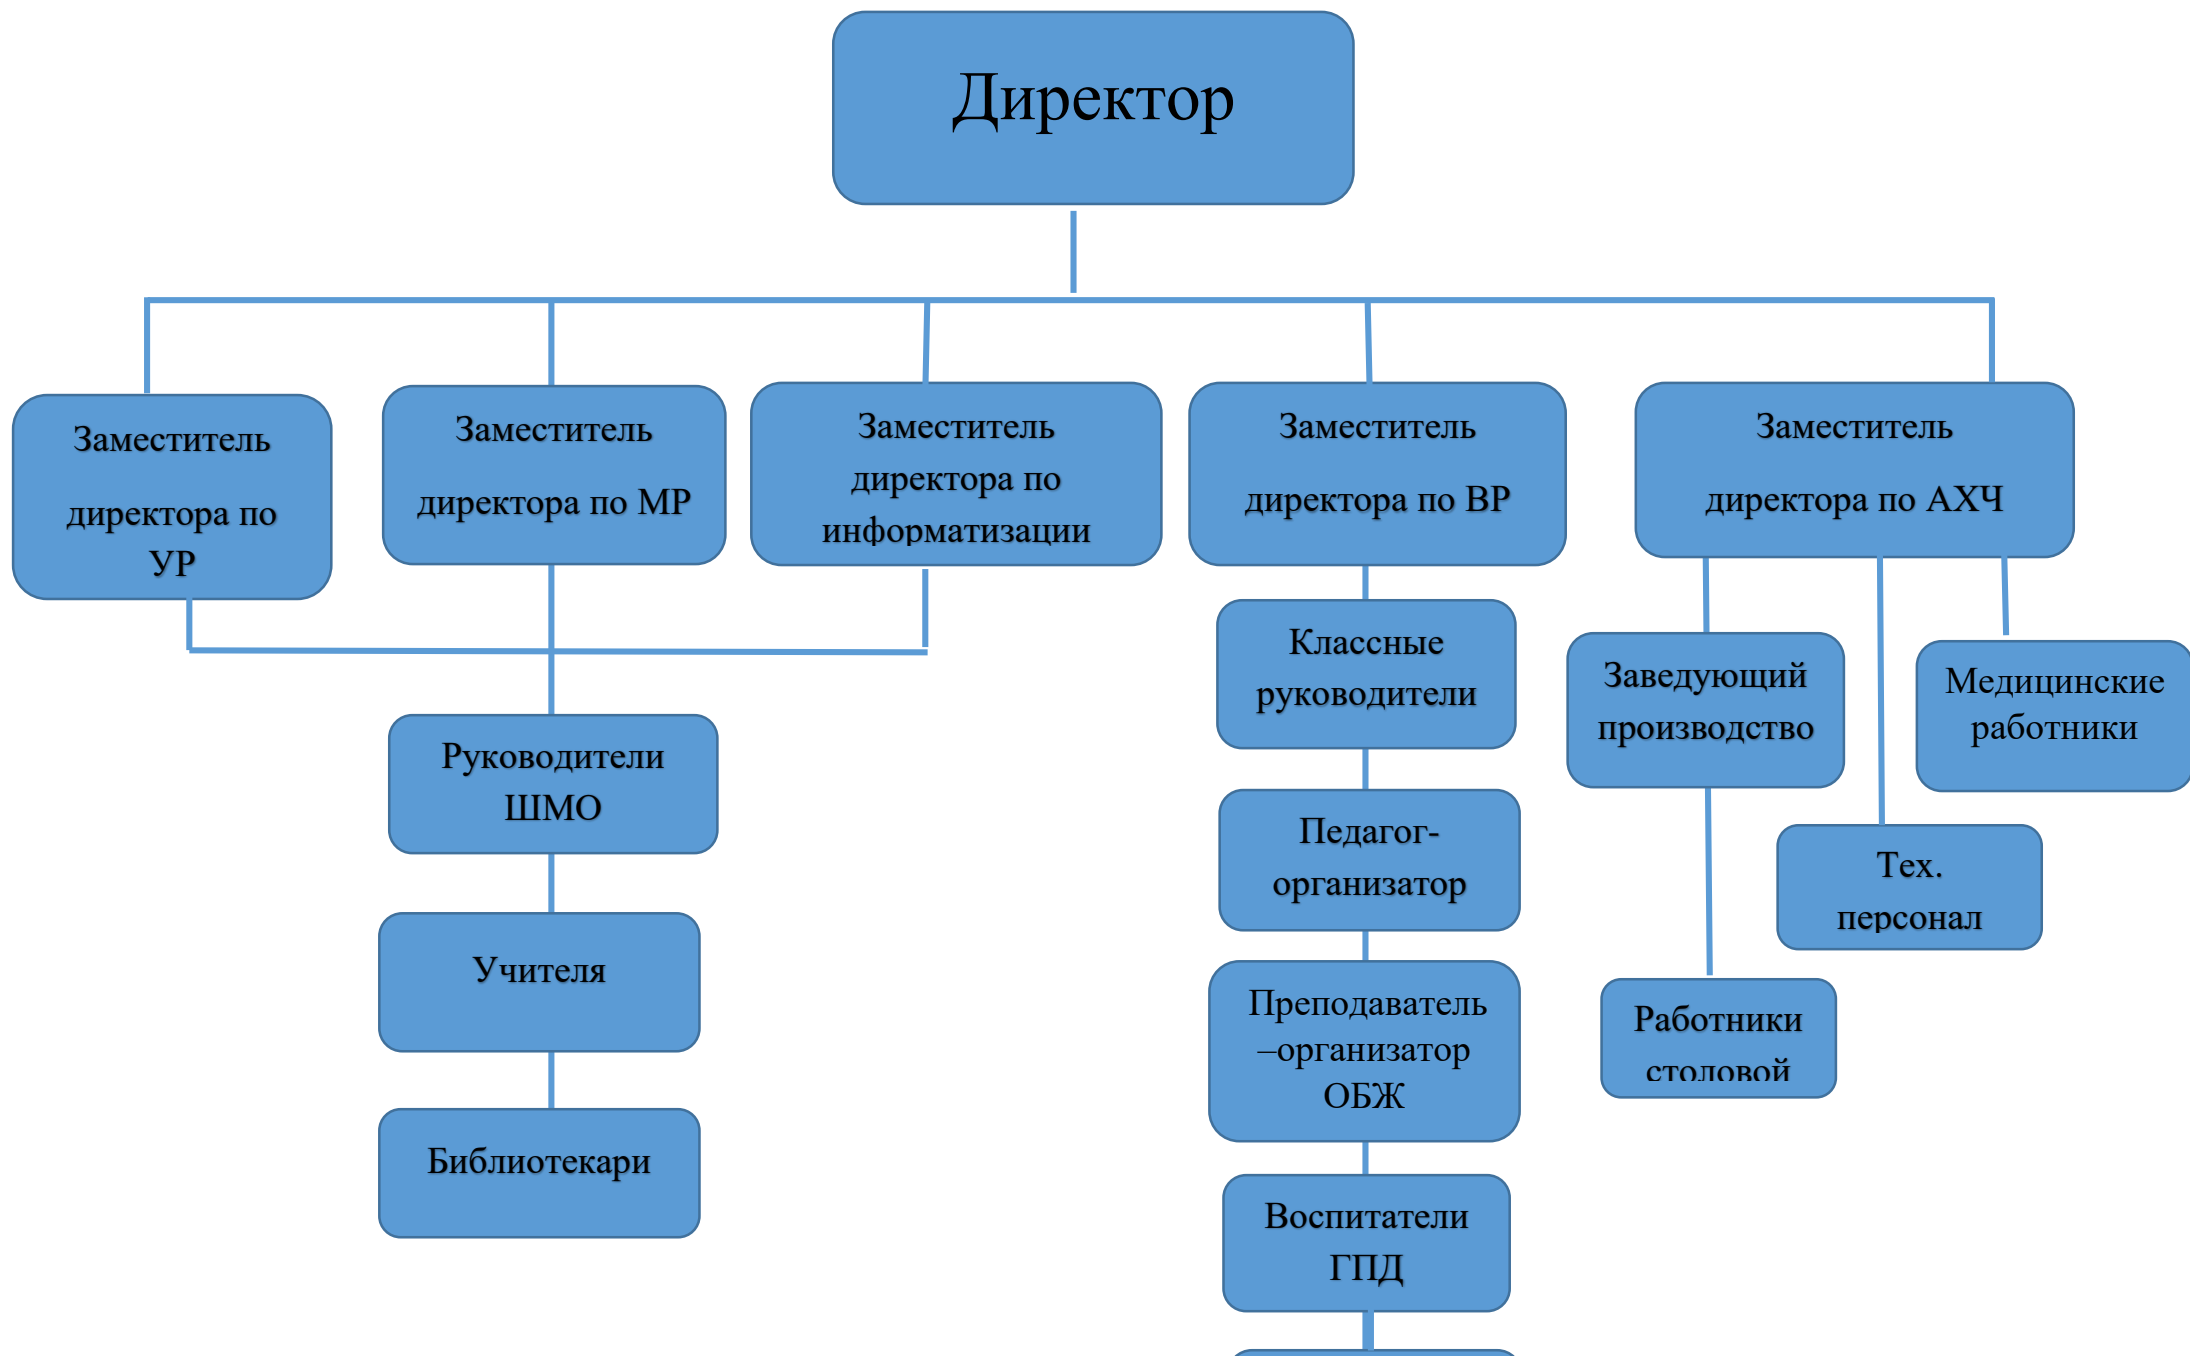 Директор
Заместитель
директора по
УР
Заместитель
директора по МР
Заместитель
директора по
информатизации
Заместитель
директора по ВР
Заместитель
директора по АХЧ
Руководители
ШМО
Учителя
Библиотекари
Классные
руководители
Педагог-
организатор
Преподаватель
–организатор
ОБЖ
Воспитатели
ГПД
Заведующий
производство
Работники
столовой
Тех.
персонал
Медицинские
работники